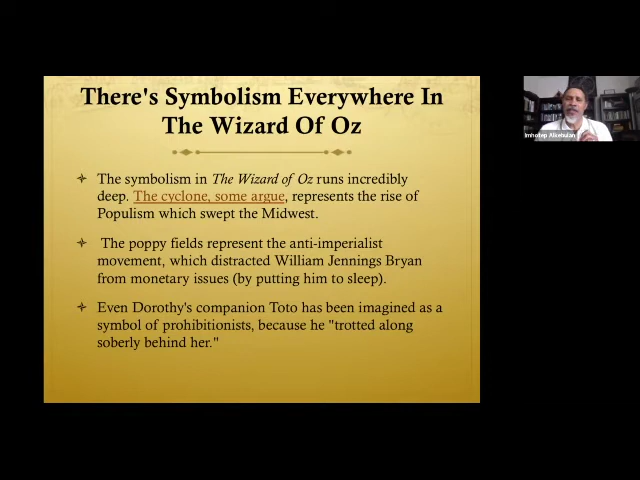 There's Symbolism Everywhere In
The Wizard Of Oz
The symbolism in The Wizard of Oz runs incredibly
deep. The cyclone, some argue, represents the rise of
Populism which swept the Midwest.
The poppy fields represent the anti-imperialist
movement, which distracted William Jennings Bryan
from monetary issues (by putting him to sleep).
Even Dorothy's companion Toto has been imagined as a
symbol of prohibitionists, because he "trotted along
soberly behind her."
Imhotep Alkebulan